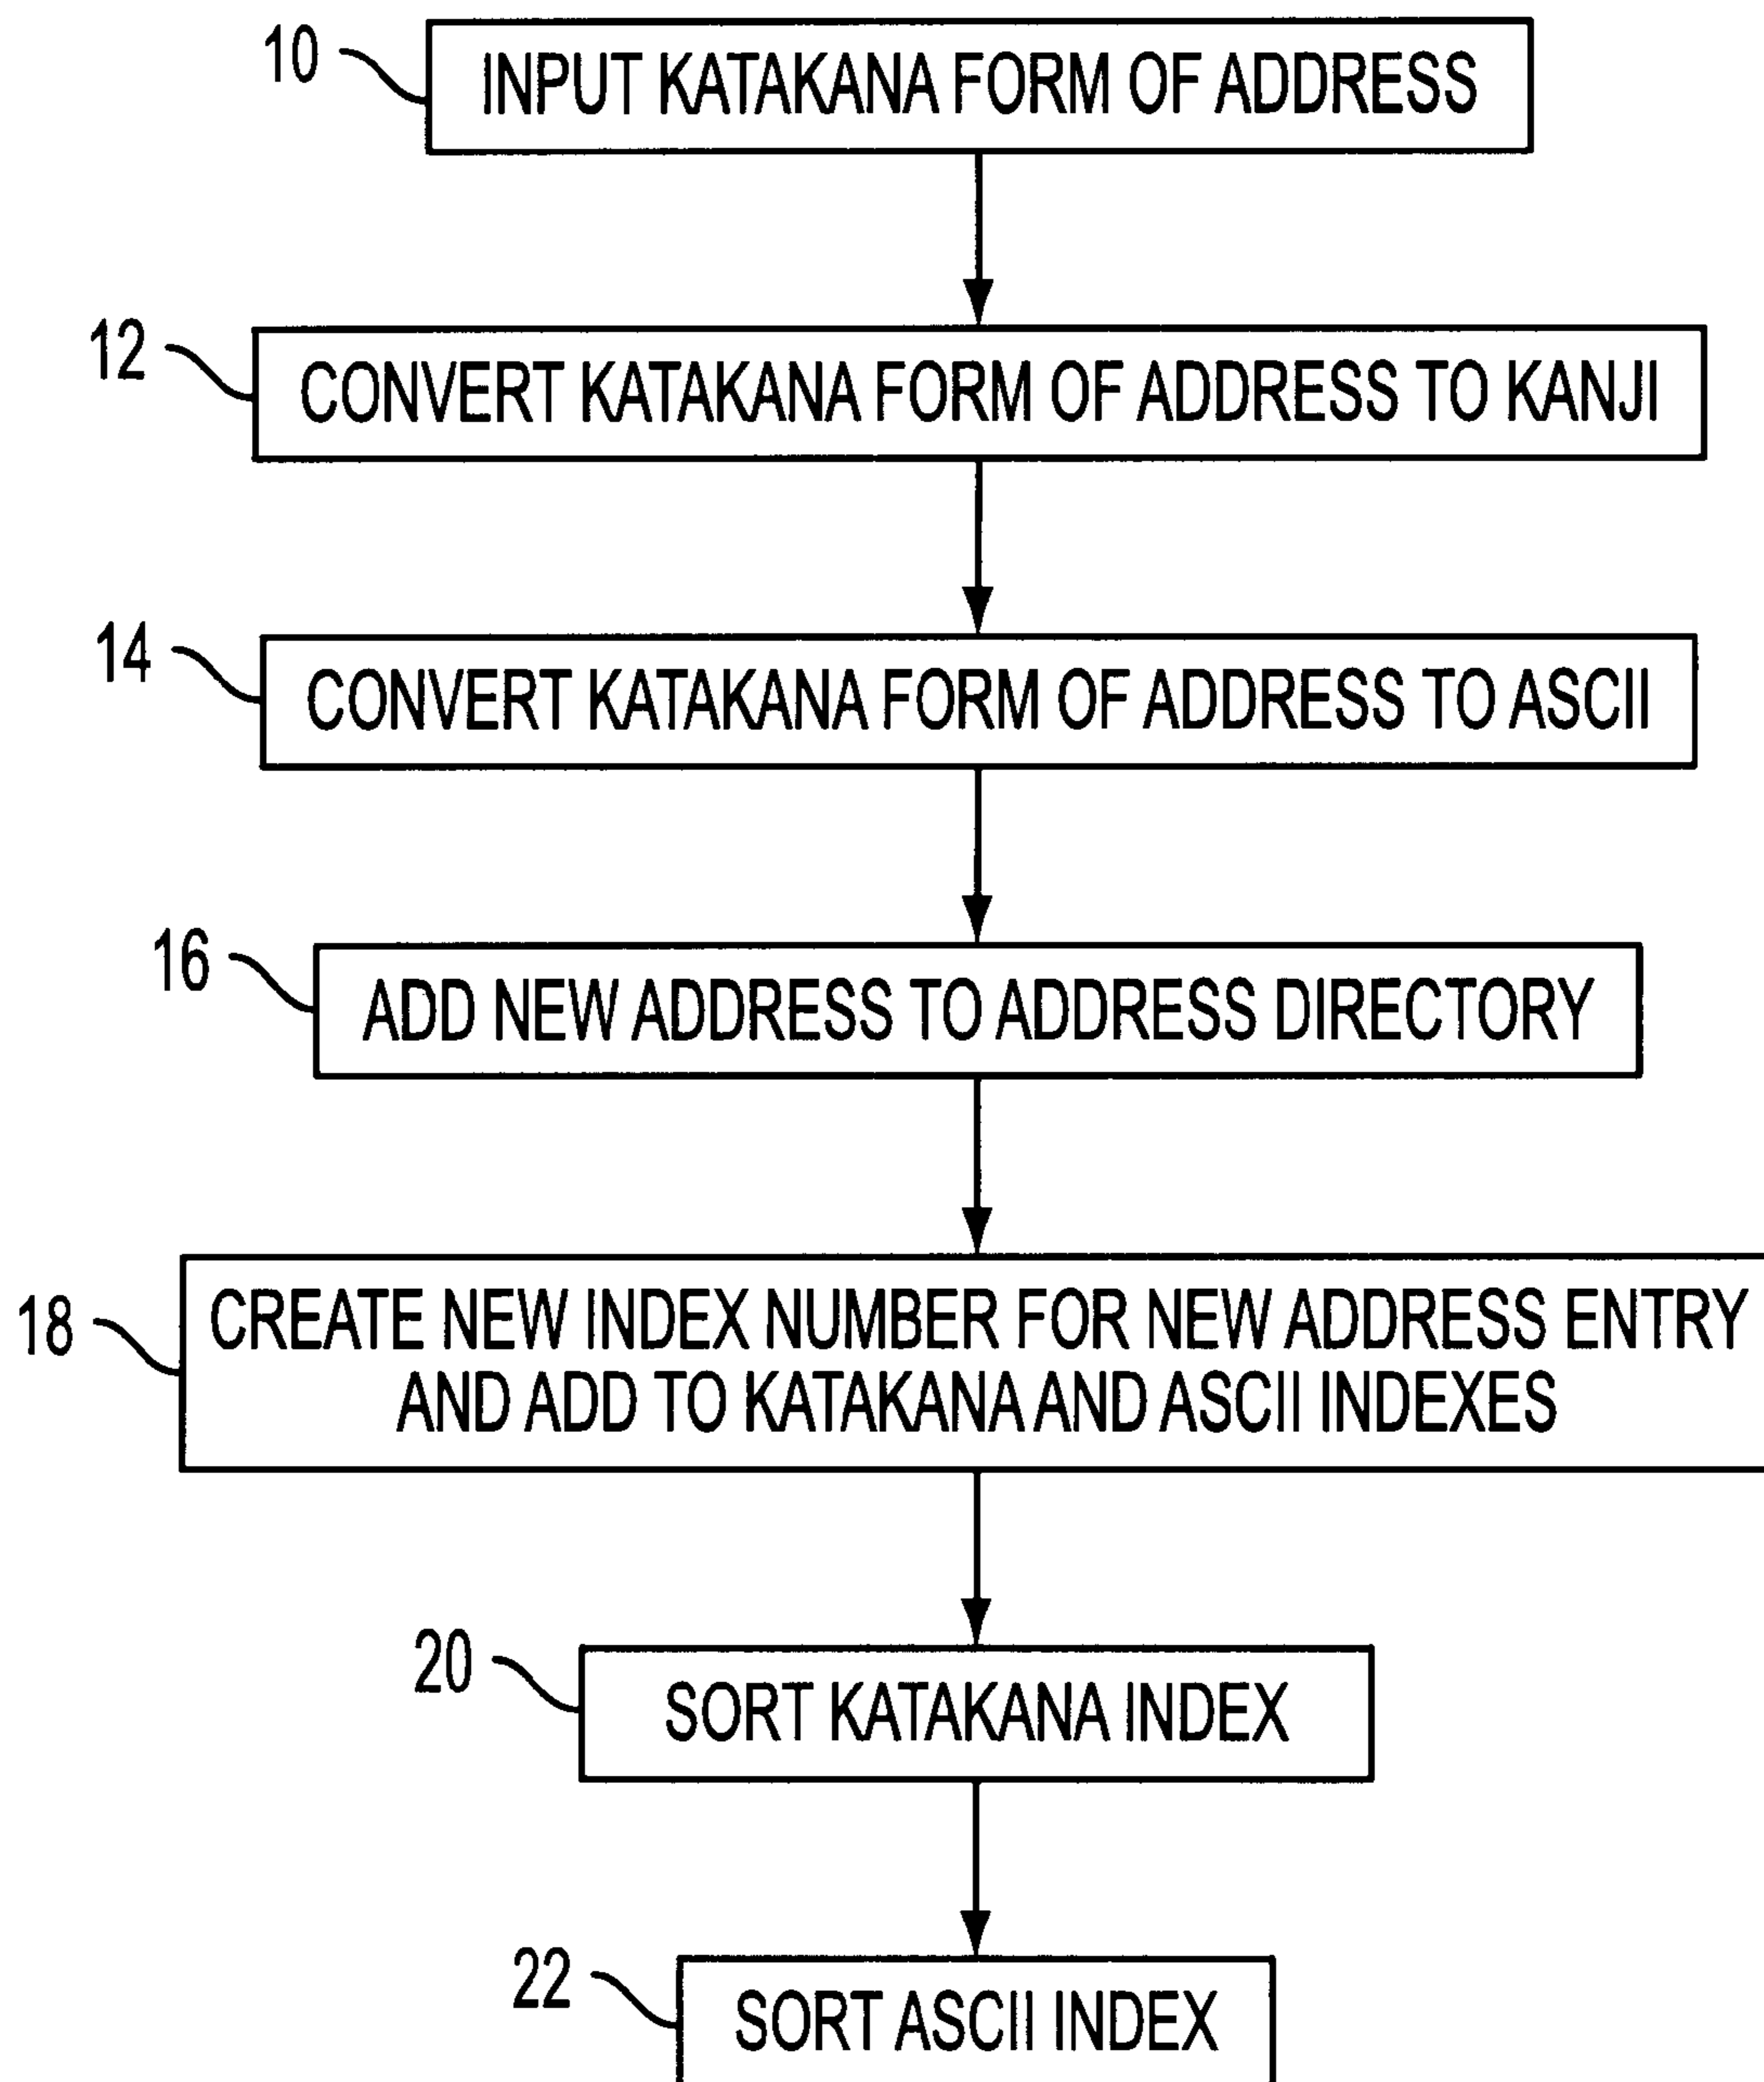 10
INPUT KATAKANA FORM OF ADDRESS
12
CONVERT KATAKANA FORM OF ADDRESS TO KANJI
14
CONVERT KATAKANA FORM OF ADDRESS TO ASCII
16
ADD NEW ADDRESS TO ADDRESS DIRECTORY
18
CREATE NEW INDEX NUMBER FOR NEW ADDRESS ENTRY
AND ADD TO KATAKANA AND ASCII INDEXES
20
SORT KATAKANA INDEX
22
SORT ASCII INDEX